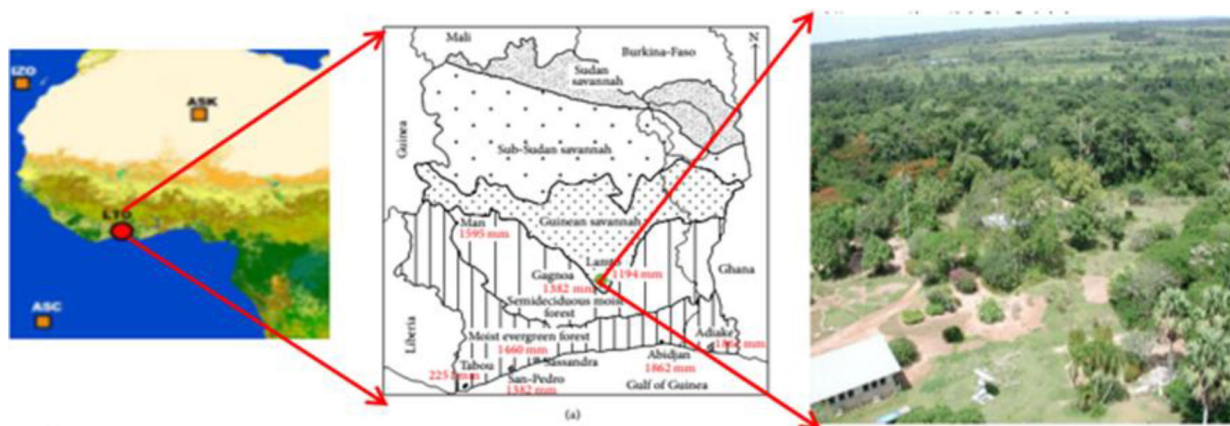 IZO
ASK
LTO
ASC
Mali
Burkina-Faso
N
Sudan
savannah
Guinea
Sub-Sudan savannah
Guinean savannah
Man
1595 mm
Lamto
1194 mm
Ghana
Gagnoa
1382 mm
Semideciduous moist
forest
Liberia
Moist evergreen forest
1460 mm
Adiake
Tabou
2251 mm
Sassandra
San-Pedro
1382 mm
Abidjan
1862 mm
Gulf of Guinea
(a)